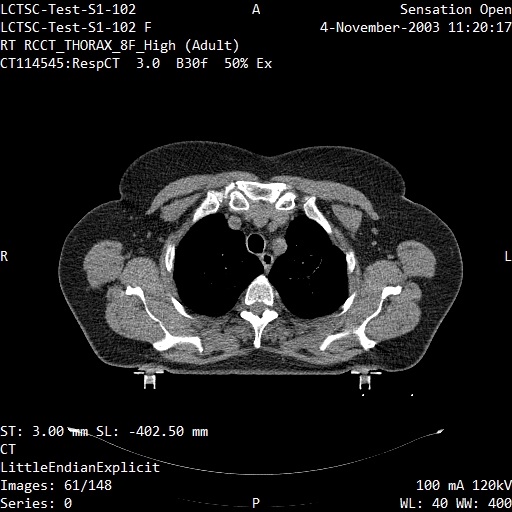 LCTSC-Test-S1-102 A Sensation Open
LCTSC-Test-S1-102 F 4-November-2003 11:20:17
RT RCCT_THORAX_8F_High (Adult)
CT114545:RespCT 3.0 B30f 50% Ex
R L
ST: 3.00 mm SL: -402.50 mm
CT
LittleEndianExplicit
Images: 61/148 100 mA 120kV
Series: 0 P WL: 40 WW: 400